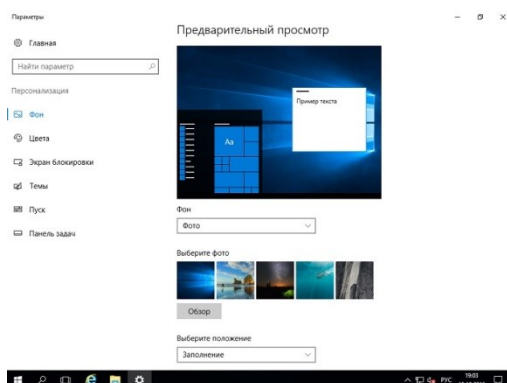 Параметры
Главная
Найти параметр
Персонализация
Фон
Цвета
Экран блокировки
Темы
Пуск
Панель задач
Предварительный просмотр
Пример текста
Aa
Фон
Фото
Выберите фото
Обзор
Выберите положение
Заполнение
РУС
19:03